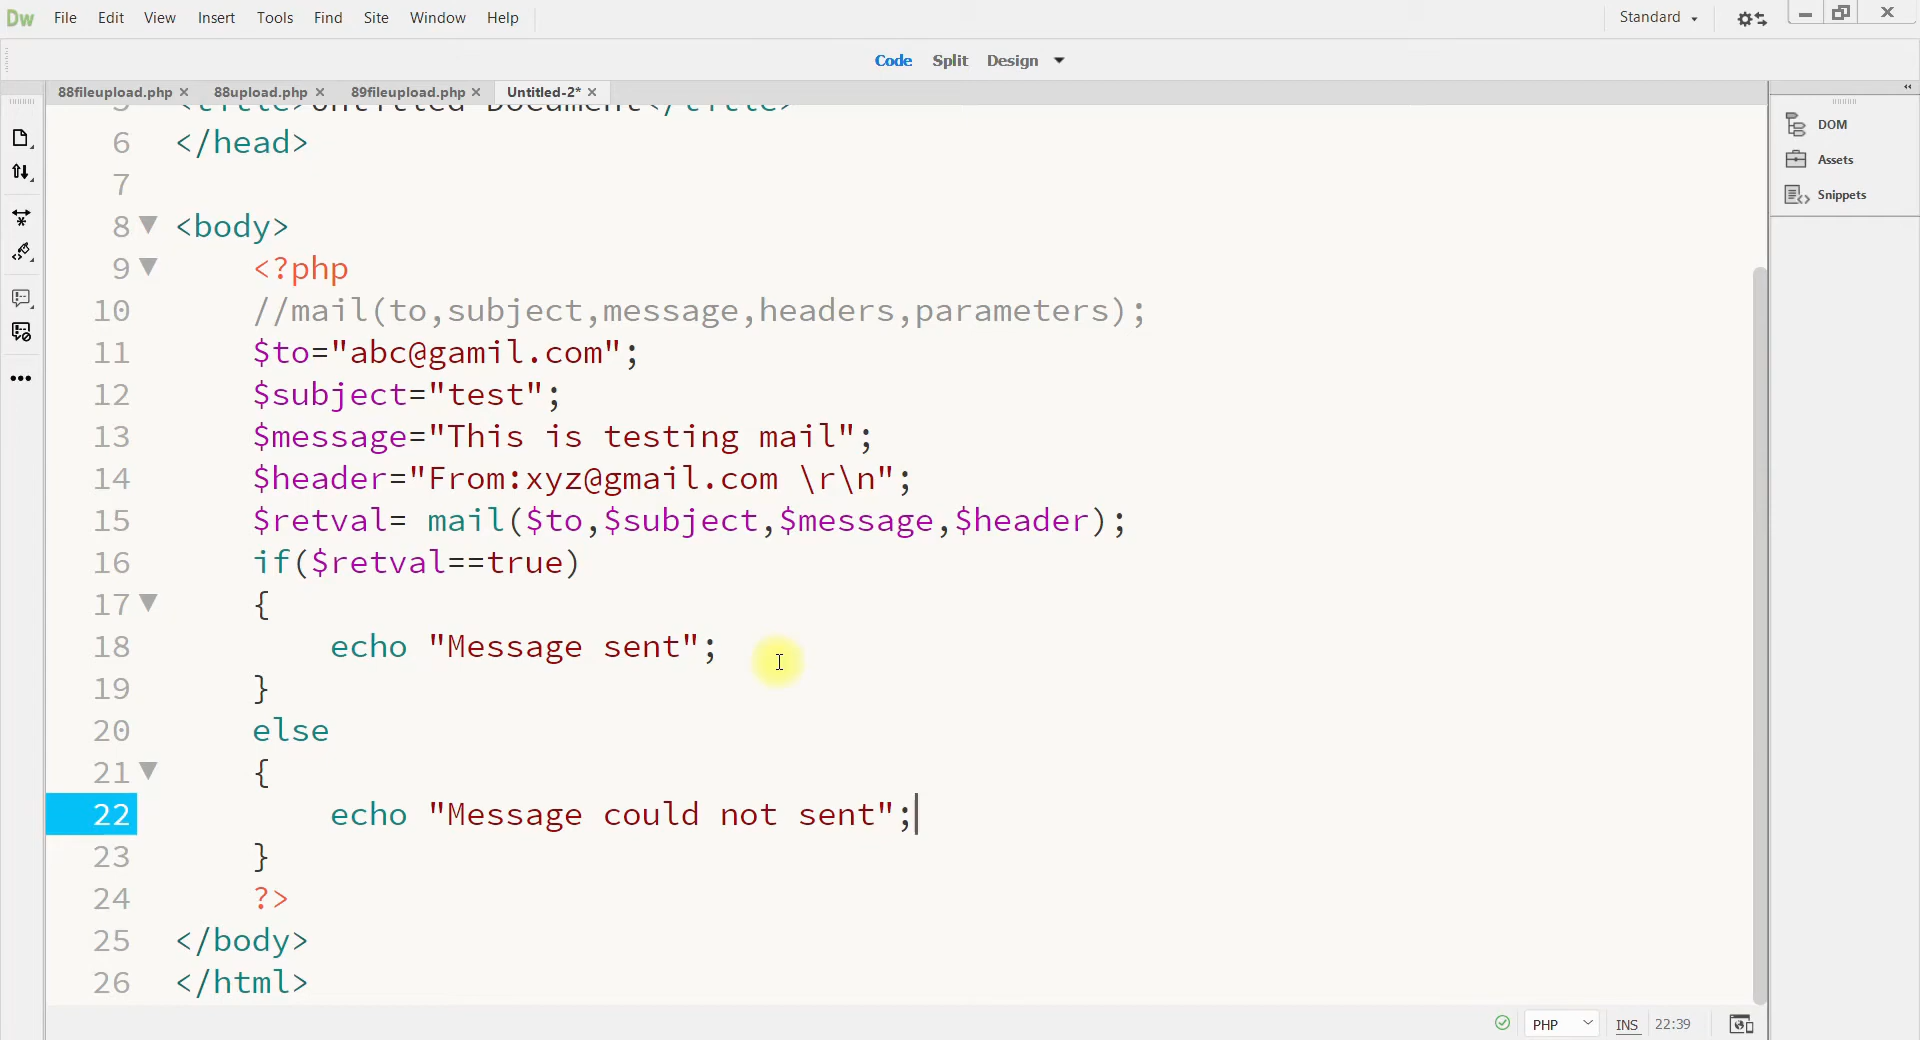 Dw File Edit View Insert Tools Find Site Window Help Standard
Code Split Design
88fileupload.php 88upload.php 89fileupload.php Untitled-2*
5 <title>Untitled Document</title>
6 </head>
7
8 <body>
9 <?php
10 //mail(to,subject,message,headers,parameters);
11 $to="abc@gamil.com";
12 $subject="test";
13 $message="This is testing mail";
14 $header="From:xyz@gmail.com \r\n";
15 $retval= mail($to,$subject,$message,$header);
16 if($retval==true)
17 {
18 echo "Message sent";
19 }
20 else
21 {
22 echo "Message could not sent";
23 }
24 ?>
25 </body>
26 </html>
DOM
Assets
Snippets
PHP INS 22:39